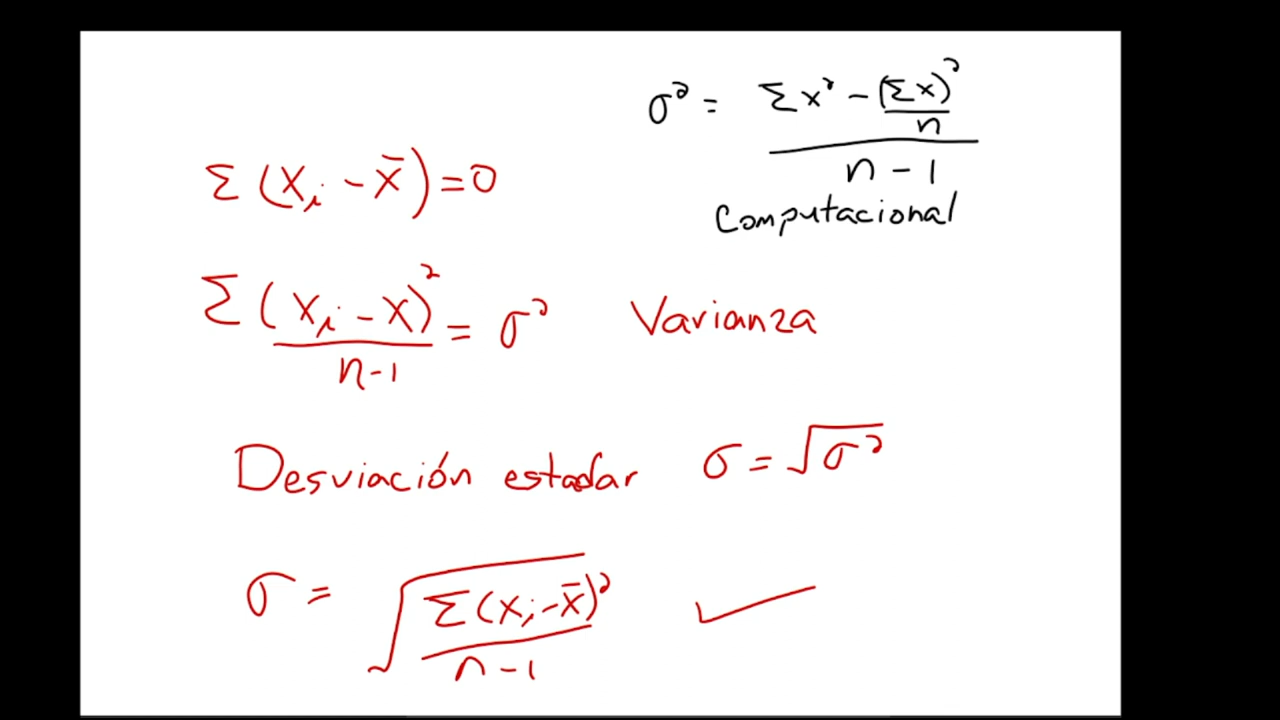 σ² = (Σx² - (Σx)²/n)/(n - 1)
Computacional
Σ(Xᵢ - x̄) = 0
Σ(xᵢ - x)²/(n-1) = σ² Varianza
Desviación estadar σ = √σ²
σ = √(Σ(xᵢ - x̄)²/(n - 1)) ✓